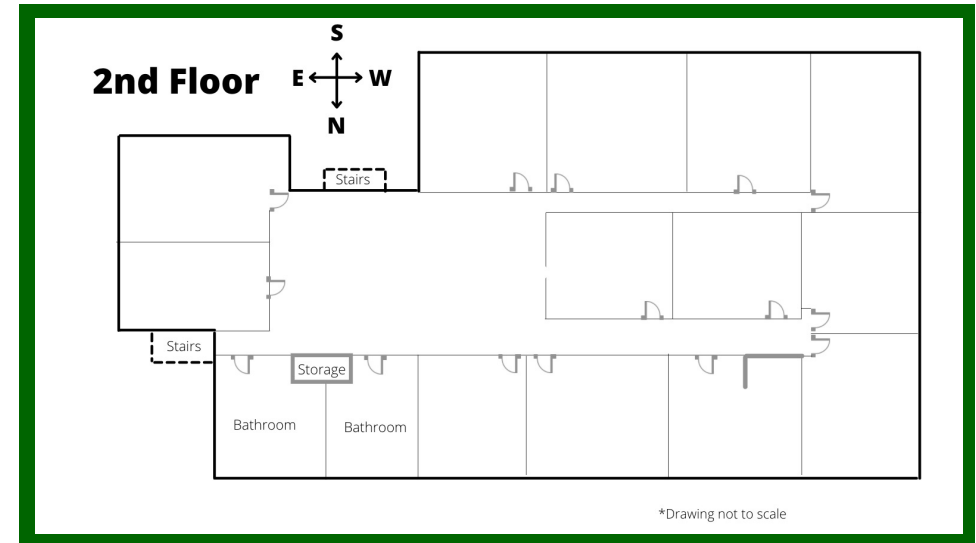 S
2nd Floor
E W
N
Stairs
Stairs
Storage
Bathroom
Bathroom
*Drawing not to scale